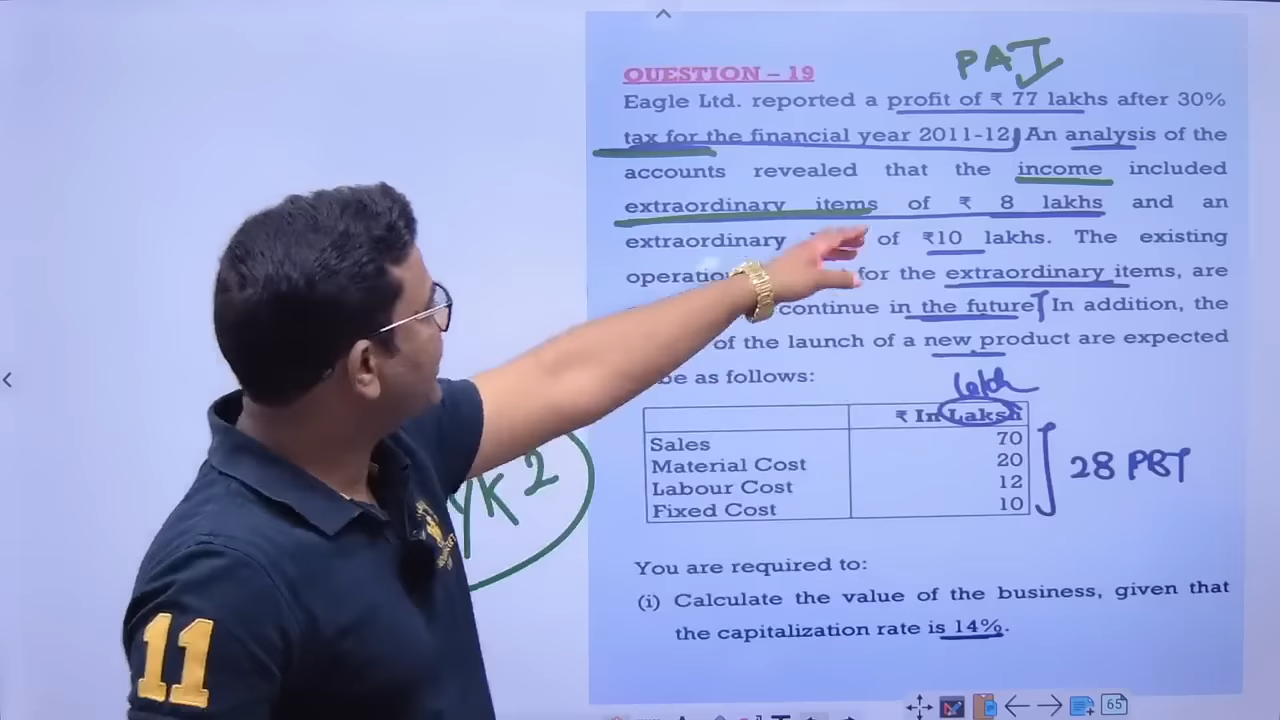 PAT
QUESTION – 19
Eagle Ltd. reported a profit of ₹ 77 lakhs after 30%
tax for the financial year 2011-12. An analysis of the
accounts revealed that the income included
extraordinary items of ₹ 8 lakhs and an
extraordinary of ₹10 lakhs. The existing
for the extraordinary items, are
continue in the future. In addition, the
of the launch of a new product are expected
be as follows:
₹ In Laksh
Sales 70
Material Cost 20
Labour Cost 12
Fixed Cost 10
28 PBT
YK 2
You are required to:
(i) Calculate the value of the business, given that
the capitalization rate is 14%.
11
65